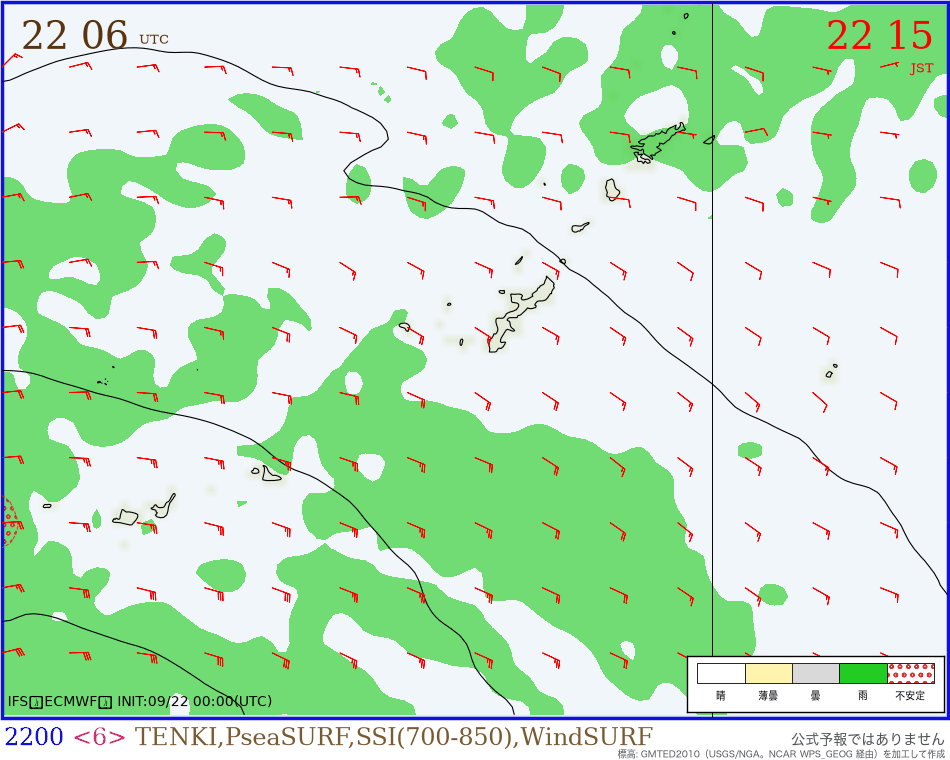 22 06 UTC
22 15
JST
IFS ECMWF INIT:09/22 00:00(UTC)
晴 薄曇 曇 雨 不安定
2200 <6> TENKI,PseaSURF,SSI(700-850),WindSURF
公式予報ではありません
標高: GMTED2010（USGS/NGA。NCAR WPS_GEOG 経由）を加工して作成